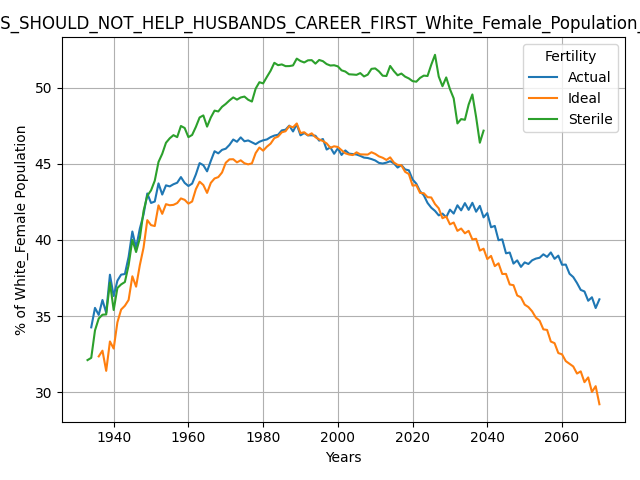 S_SHOULD_NOT_HELP_HUSBANDS_CAREER_FIRST_White_Female_Population_
Fertility
Actual
Ideal
Sterile
% of White_Female Population
50
45
40
35
30
1940
1960
1980
2000
2020
2040
2060
Years